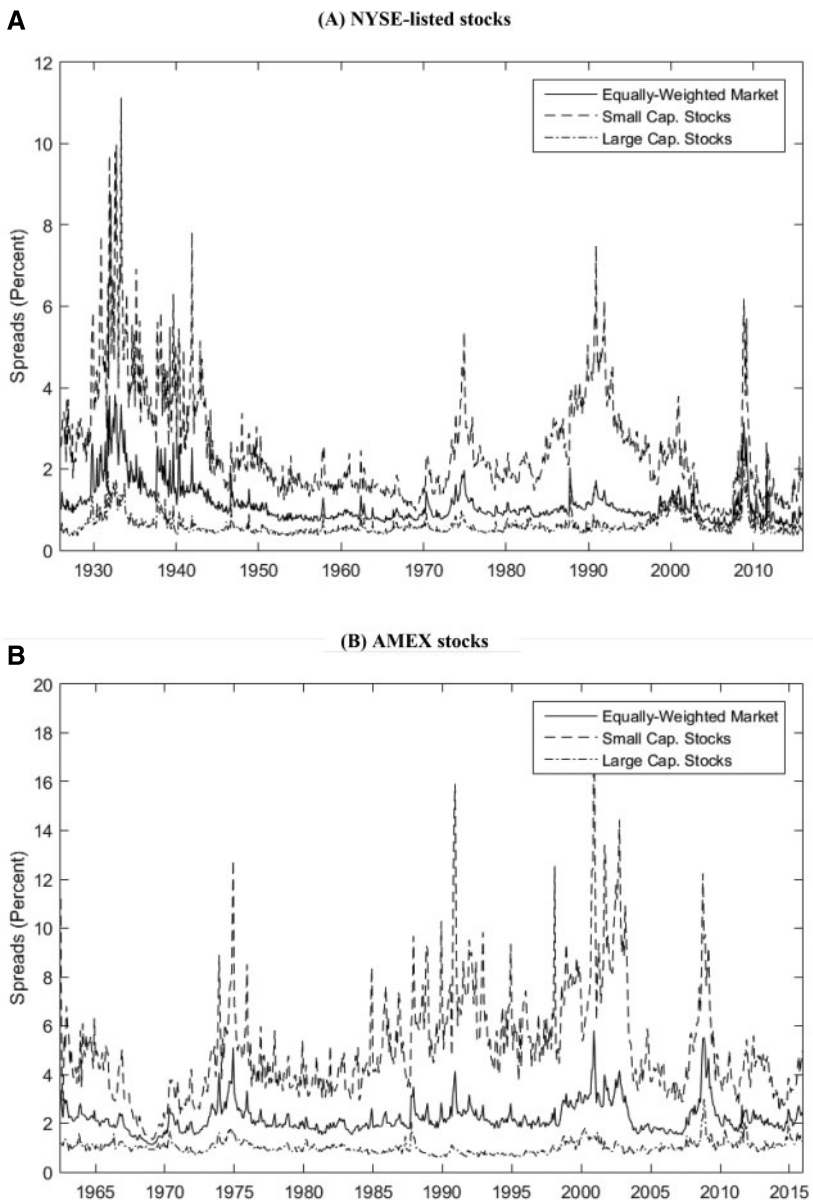 A
(A) NYSE-listed stocks
12
10
8
6
4
2
0
Spreads (Percent)
Equally-Weighted Market
Small Cap. Stocks
Large Cap. Stocks
1930 1940 1950 1960 1970 1980 1990 2000 2010
B
(B) AMEX stocks
20
18
16
14
12
10
8
6
4
2
0
Spreads (Percent)
Equally-Weighted Market
Small Cap. Stocks
Large Cap. Stocks
1965 1970 1975 1980 1985 1990 1995 2000 2005 2010 2015